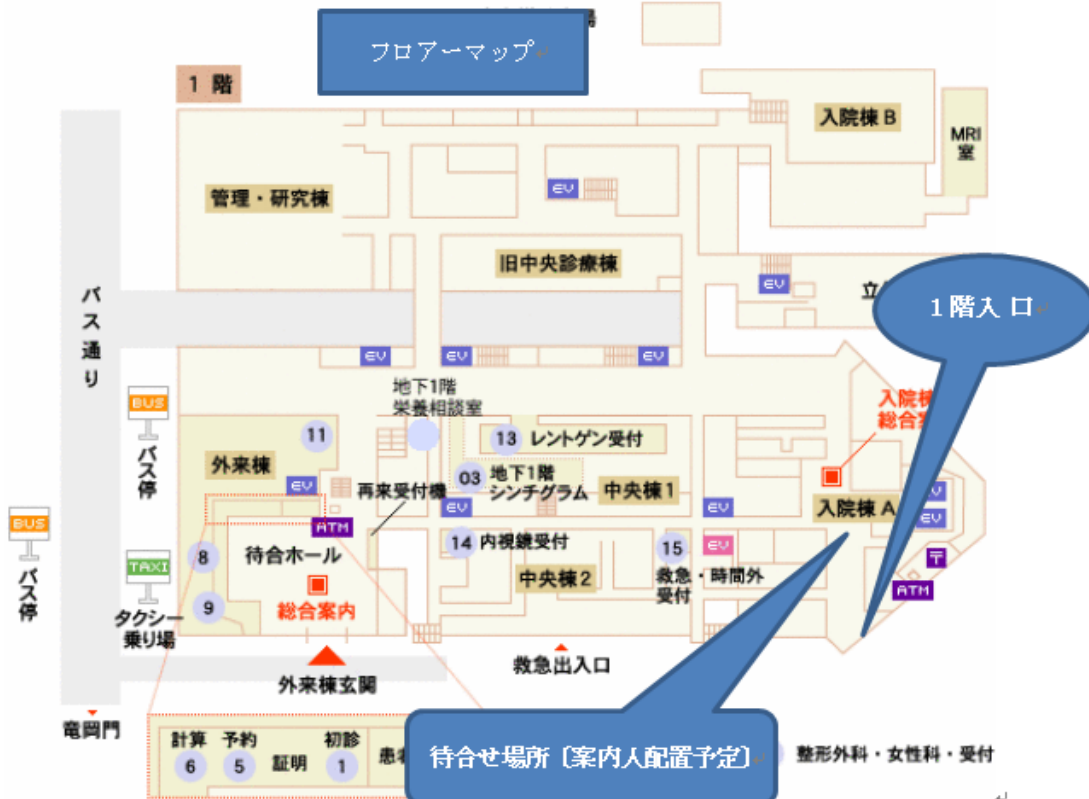 場
フロアーマップ
1 階
入院棟 B
MRI
室
管理・研究棟
EV
旧中央診療棟
EV
立
1階入口
バス通り
EV
EV
EV
地下1階
栄養相談室
入院棟
総合案
BUS
バス停
11
13
レントゲン受付
外来棟
03
地下1階
シンチグラム
再来受付機
中央棟1
EV
EV
EV
入院棟 A
EV
EV
BUS
バス停
ATM
8
待合ホール
14
内視鏡受付
15
EV
救急・時間外
受付
中央棟2
〒
ATM
TAXI
タクシー
乗り場
9
総合案内
救急出入口
外来棟玄関
竜岡門
計算
6
予約
5
証明
初診
1
患者
待合せ場所〔案内人配置予定〕
整形外科・女性科・受付